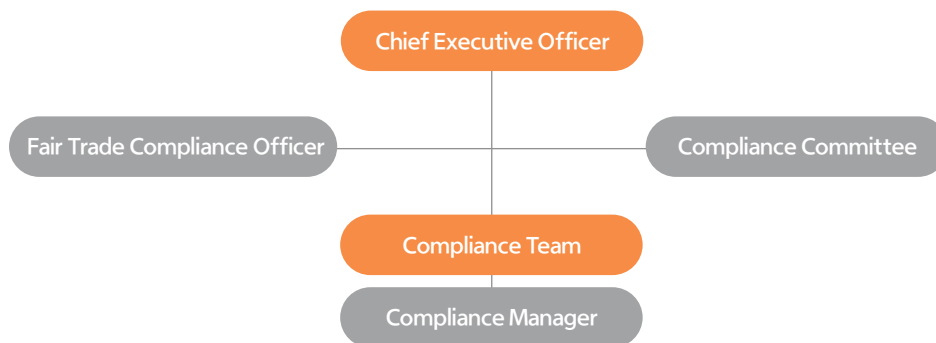 Chief Executive Officer
Fair Trade Compliance Officer
Compliance Committee
Compliance Team
Compliance Manager